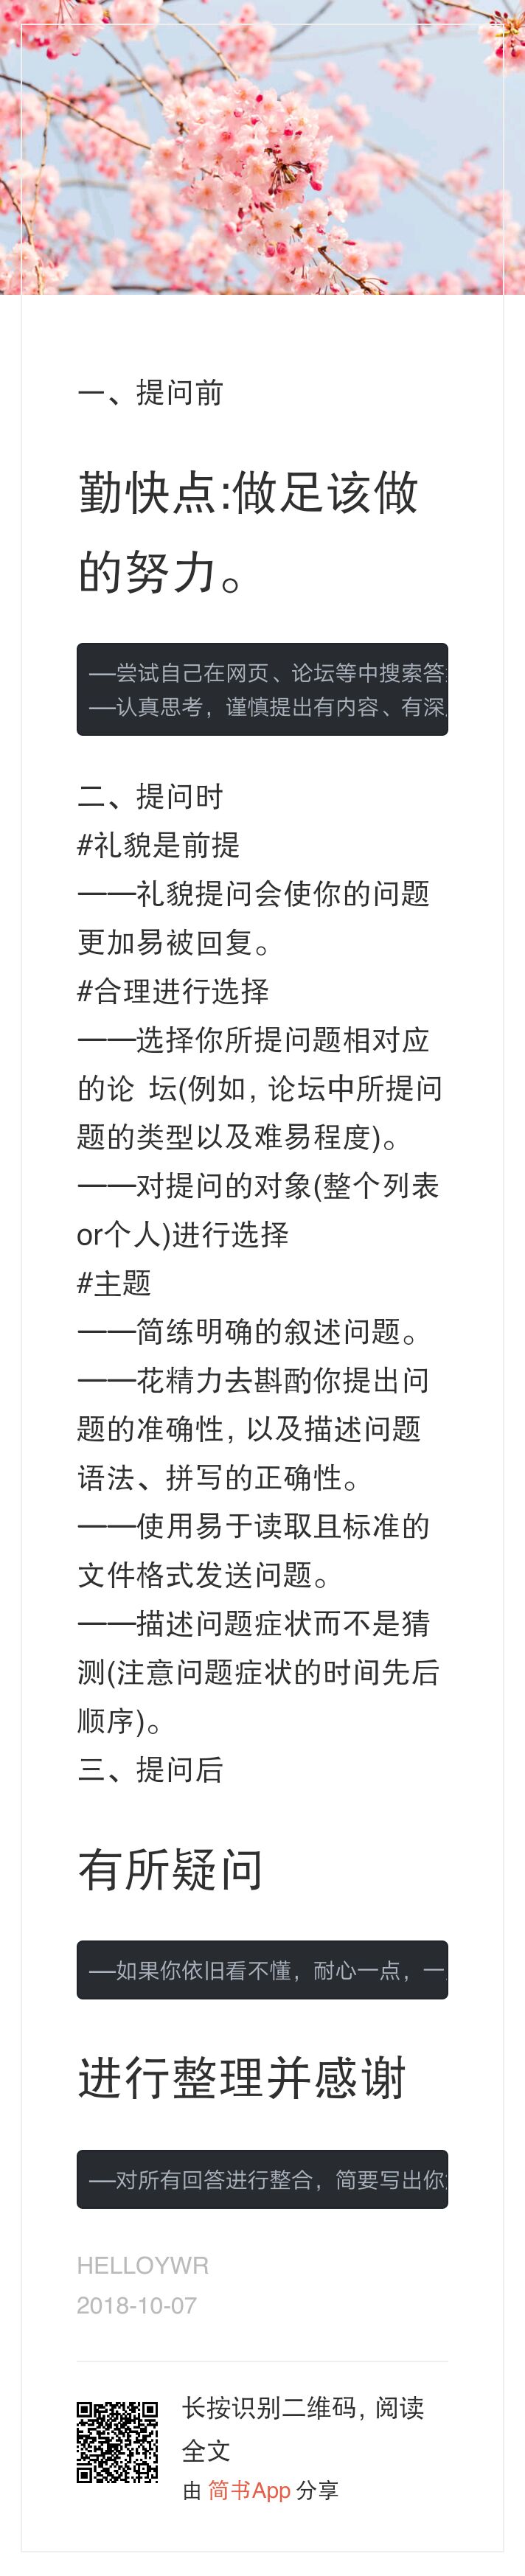 一、提问前
勤快点:做足该做
的努力。
——尝试自己在网页、论坛等中搜索答
——认真思考，谨慎提出有内容、有深
二、提问时
#礼貌是前提
——礼貌提问会使你的问题
更加易被回复。
#合理进行选择
——选择你所提问题相对应
的论 坛(例如, 论坛中所提问
题的类型以及难易程度)。
——对提问的对象(整个列表
or个人)进行选择
#主题
——简练明确的叙述问题。
——花精力去斟酌你提出问
题的准确性, 以及描述问题
语法、拼写的正确性。
——使用易于读取且标准的
文件格式发送问题。
——描述问题症状而不是猜
测(注意问题症状的时间先后
顺序)。
三、提问后
有所疑问
——如果你依旧看不懂，耐心一点，一
进行整理并感谢
——对所有回答进行整合，简要写出你
HELLOYWR
2018-10-07
长按识别二维码, 阅读
全文
由 简书App 分享